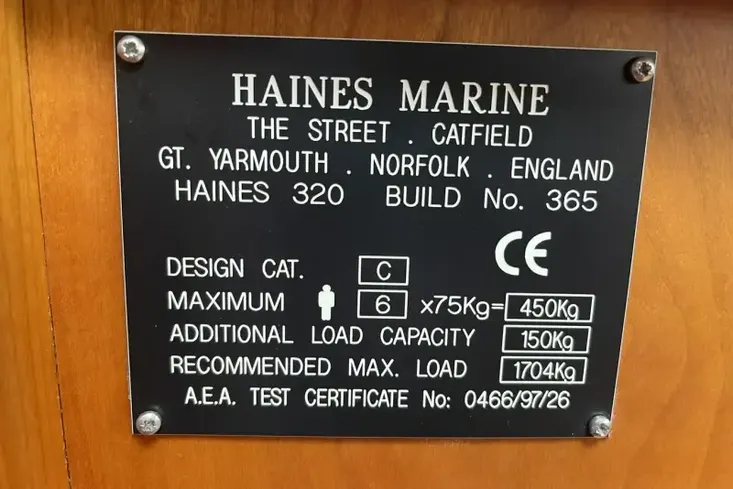 HAINES MARINE
THE STREET . CATFIELD
GT. YARMOUTH . NORFOLK . ENGLAND
HAINES 320 BUILD No. 365
CE
DESIGN CAT. C
MAXIMUM 6 x75Kg= 450Kg
ADDITIONAL LOAD CAPACITY 150Kg
RECOMMENDED MAX. LOAD 1704Kg
A.E.A. TEST CERTIFICATE No: 0466/97/26